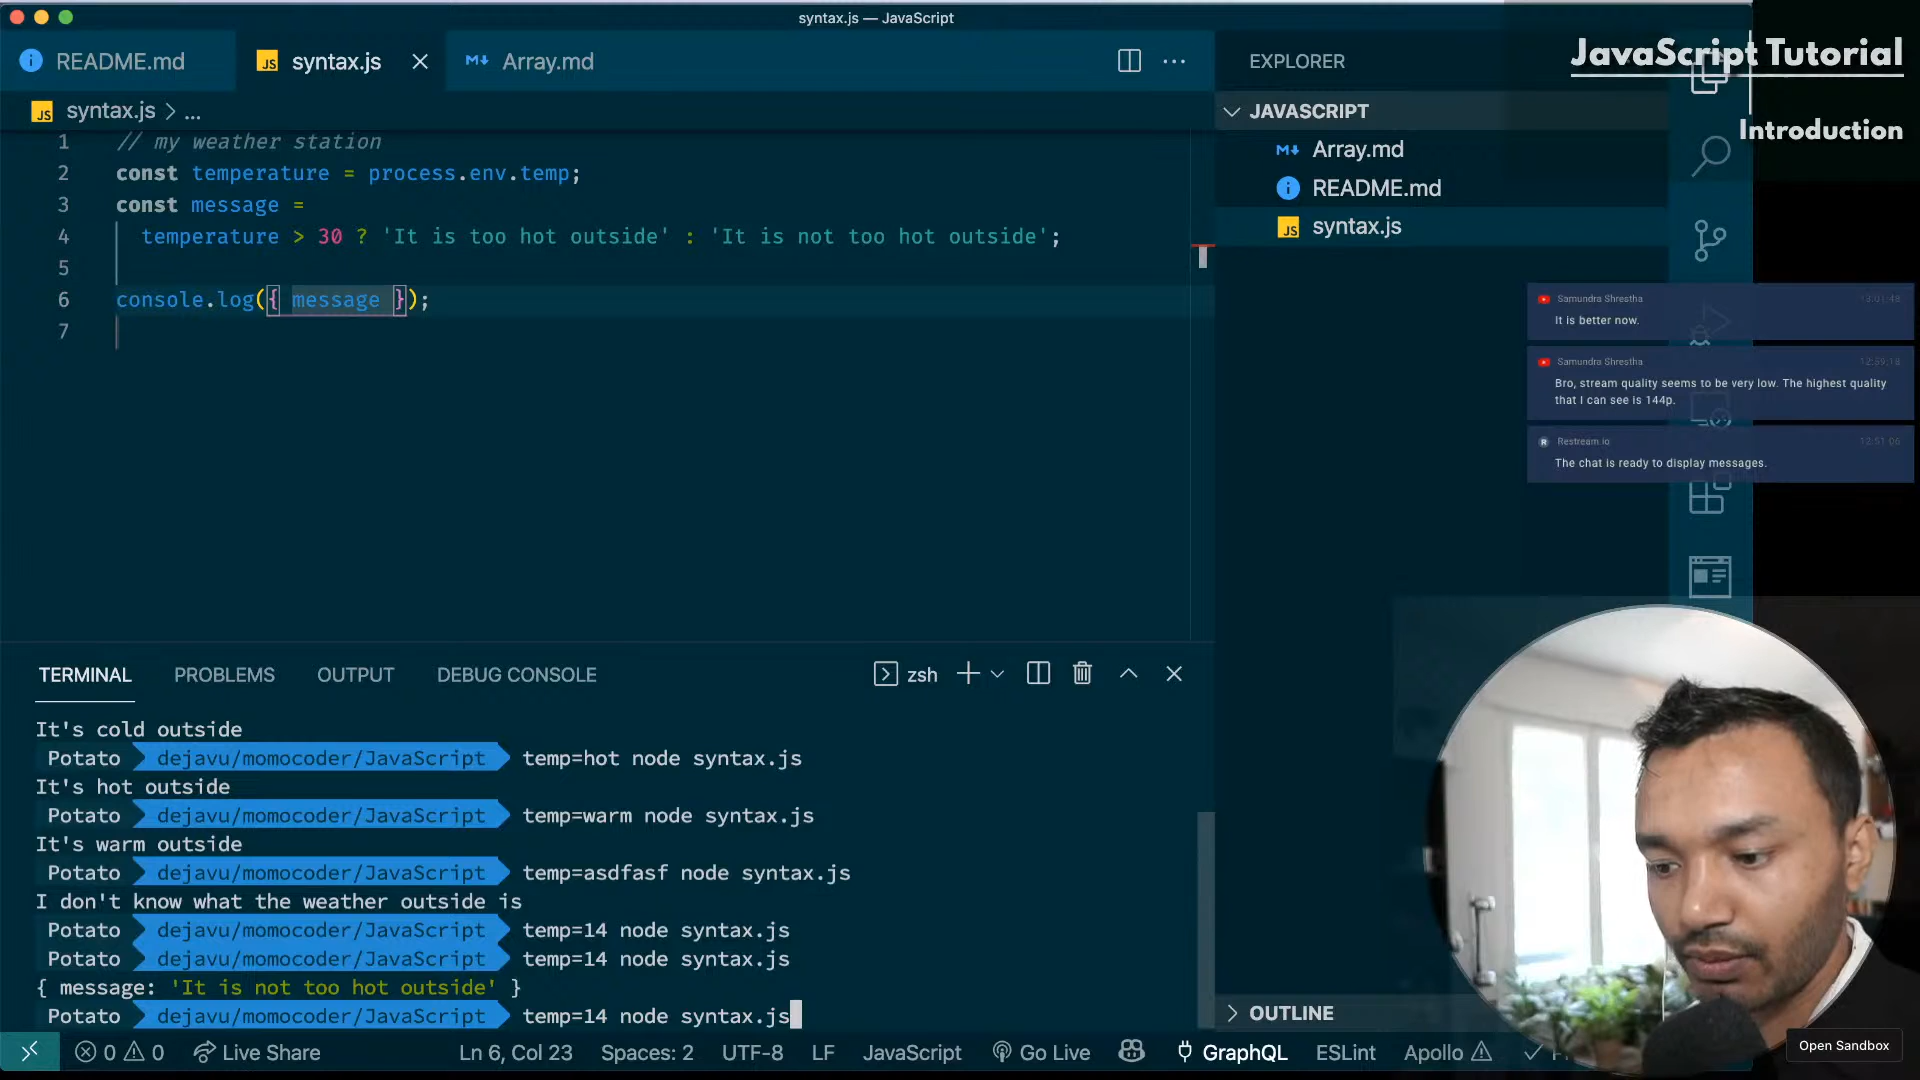 syntax.js — JavaScript
README.md
syntax.js
Array.md
syntax.js > ...
1 // my weather station
2 const temperature = process.env.temp;
3 const message =
4 temperature > 30 ? 'It is too hot outside' : 'It is not too hot outside';
5
6 console.log({ message });
7
EXPLORER
JAVASCRIPT
Array.md
README.md
syntax.js
OUTLINE
JavaScript Tutorial
Introduction
Samundra Shrestha 13:01:48
It is better now.
Samundra Shrestha 12:59:18
Bro, stream quality seems to be very low. The highest quality
that I can see is 144p.
Restream.io 12:51:06
The chat is ready to display messages.
TERMINAL PROBLEMS OUTPUT DEBUG CONSOLE zsh
It's cold outside
Potato dejavu/momocoder/JavaScript temp=hot node syntax.js
It's hot outside
Potato dejavu/momocoder/JavaScript temp=warm node syntax.js
It's warm outside
Potato dejavu/momocoder/JavaScript temp=asdfasf node syntax.js
I don't know what the weather outside is
Potato dejavu/momocoder/JavaScript temp=14 node syntax.js
Potato dejavu/momocoder/JavaScript temp=14 node syntax.js
{ message: 'It is not too hot outside' }
Potato dejavu/momocoder/JavaScript temp=14 node syntax.js
0 0 Live Share Ln 6, Col 23 Spaces: 2 UTF-8 LF JavaScript Go Live GraphQL ESLint Apollo
Open Sandbox